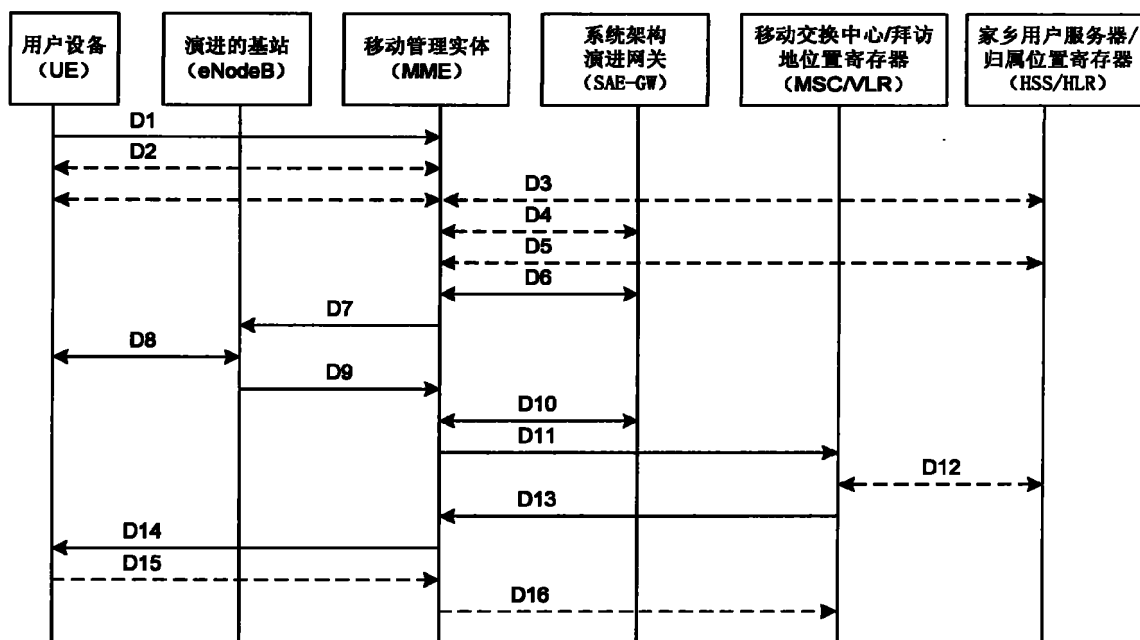 用户设备
（UE）
演进的基站
（eNodeB）
移动管理实体
（MME）
系统架构
演进网关
（SAE-GW）
移动交换中心/拜访
地位置寄存器
（MSC/VLR）
家乡用户服务器/
归属位置寄存器
（HSS/HLR）
D1
D2
D3
D4
D5
D6
D7
D8
D9
D10
D11
D12
D13
D14
D15
D16